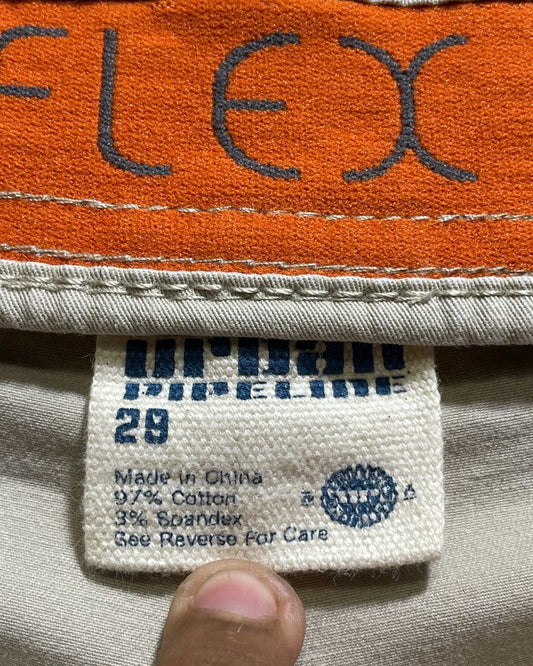 FLEX
URBAN
PIPELINE
29
Made in China
97% Cotton
3% Spandex
See Reverse For Care